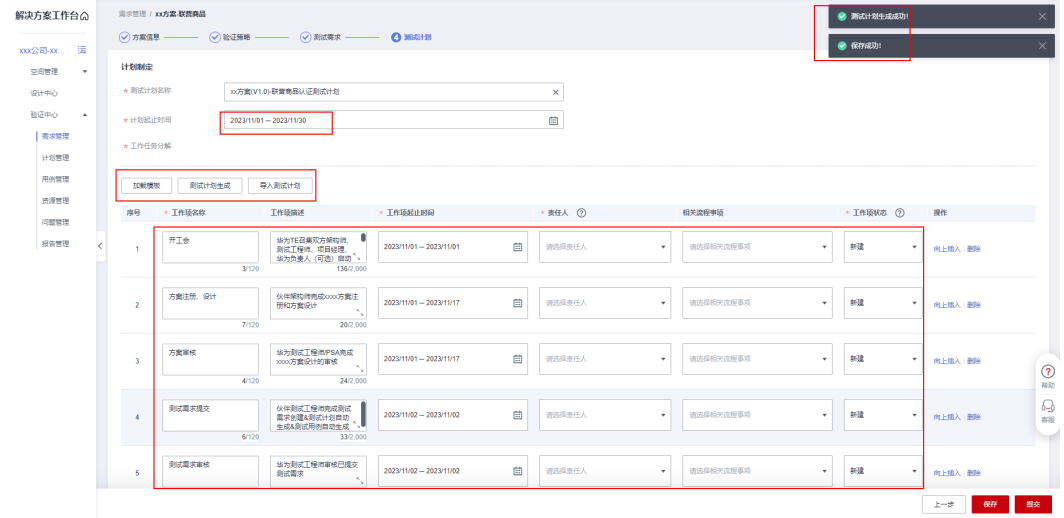 解决方案工作台
需求管理 / xx方案-联营商品
测试计划生成成功!
保存成功!
方案信息
验证策略
测试需求
4 测试计划
xxx公司-xx...
空间管理
设计中心
验证中心
需求管理
计划管理
用例管理
资源管理
问题管理
报告管理
计划制定
* 测试计划名称
xx方案(V1.0)-联营商品认证测试计划
* 计划起止时间
2023/11/01 – 2023/11/30
* 工作任务分解
加载模板
测试计划生成
导入测试计划
序号 * 工作项名称 工作项描述 * 工作项起止时间 * 责任人 相关流程事项 * 工作项状态 操作
1
开工会
3/120
华为TE召集双方架构师,
测试工程师、项目经理、
华为负责人(可选)启动
136/2,000
2023/11/01 – 2023/11/01
请选择责任人
请选择相关流程事项
新建
向上插入 删除
2
方案注册、设计
7/120
伙伴架构师完成xxxx方案注
册和方案设计
20/2,000
2023/11/01 – 2023/11/17
请选择责任人
请选择相关流程事项
新建
向上插入 删除
3
方案审核
4/120
华为测试工程师/PSA完成
xxxx方案设计的审核
24/2,000
2023/11/01 – 2023/11/17
请选择责任人
请选择相关流程事项
新建
向上插入 删除
4
测试需求提交
6/120
伙伴测试工程师完成测试
需求创建&测试计划自动
生成&测试用例自动生成
33/2,000
2023/11/02 – 2023/11/02
请选择责任人
请选择相关流程事项
新建
向上插入 删除
5
测试需求审核
华为测试工程师审核已提交
测试需求
2023/11/02 – 2023/11/02
请选择责任人
请选择相关流程事项
新建
向上插入 删除
帮助
客服
上一步
保存
提交